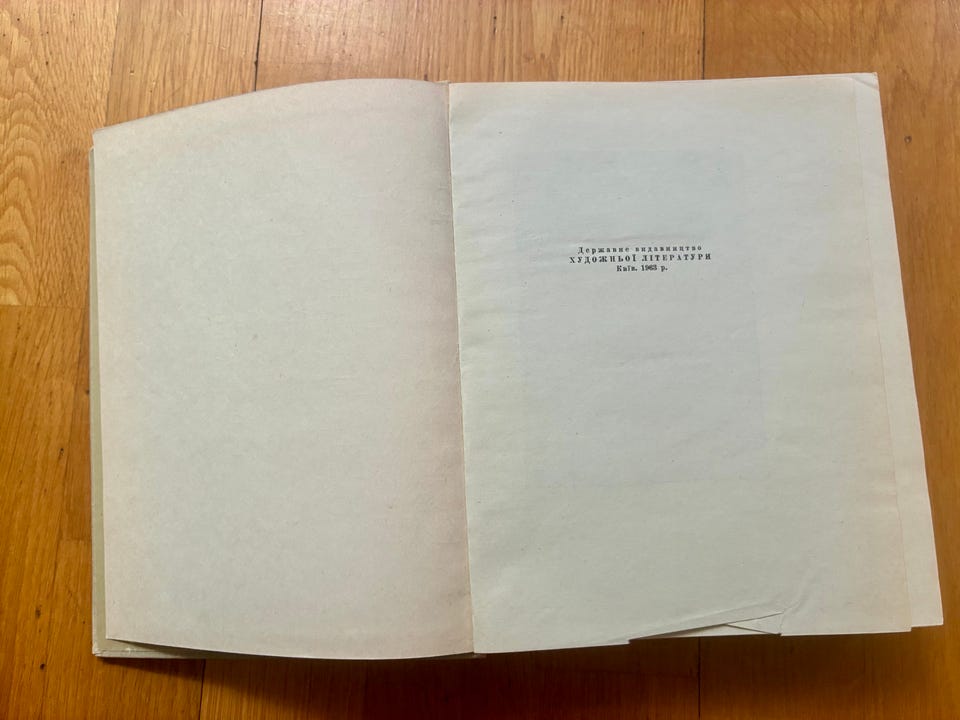 Державне видавництво
ХУДОЖНЬОЇ ЛІТЕРАТУРИ
Київ. 1963 р.